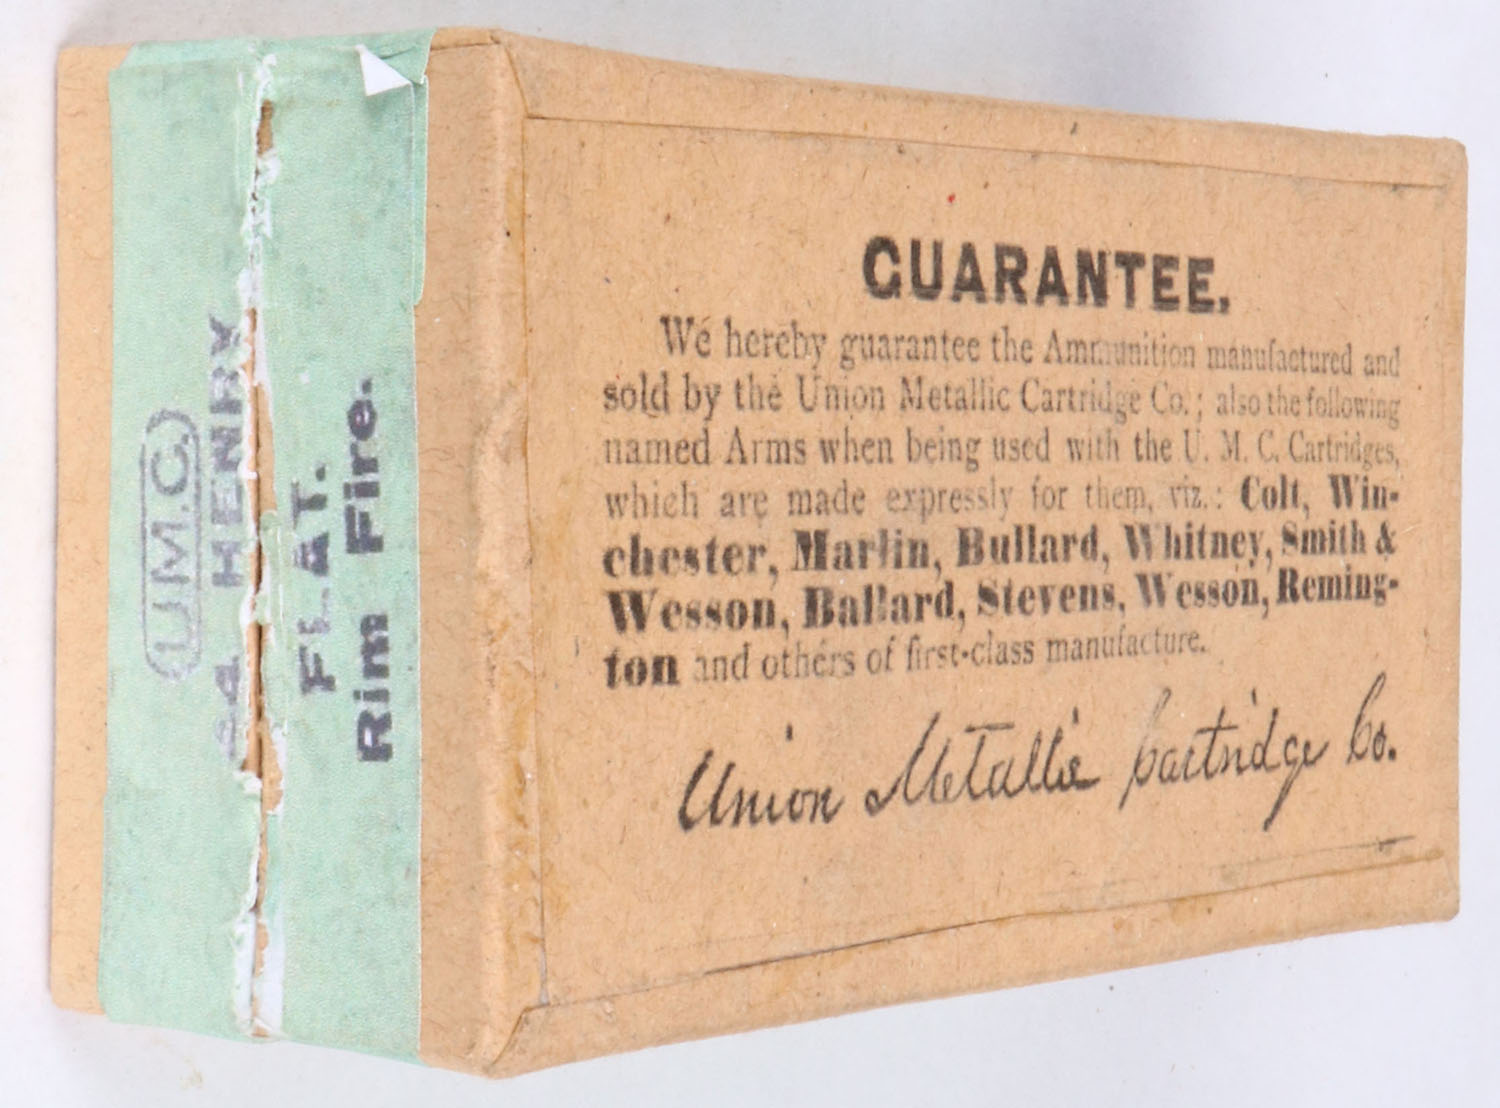 U.M.C.
44 HENRY
FLAT.
Rim Fire.
GUARANTEE.
We hereby guarantee the Ammunition manufactured and
sold by the Union Metallic Cartridge Co.; also the following
named Arms when being used with the U. M. C. Cartridges,
which are made expressly for them, viz.: Colt, Win-
chester, Marlin, Bullard, Whitney, Smith &
Wesson, Ballard, Stevens, Wesson, Reming-
ton and others of first-class manufacture.
Union Metallic Cartridge Co.